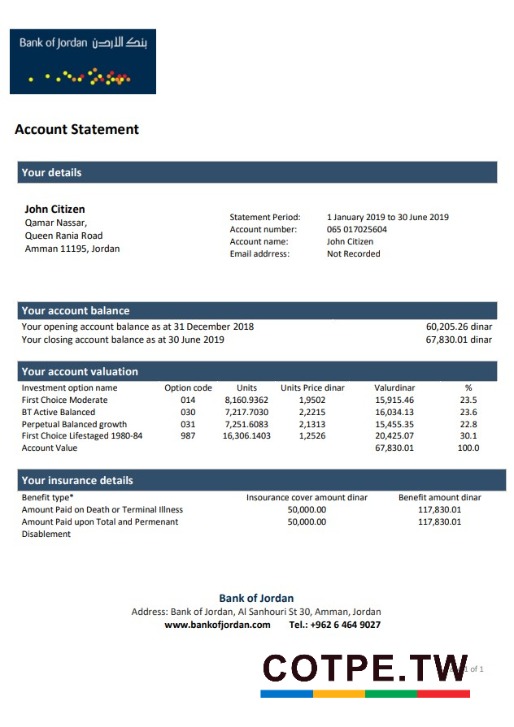 Bank of Jordan بنك الاردن
Account Statement
Your details
John Citizen
Qamar Nassar,
Queen Rania Road
Amman 11195, Jordan
Statement Period: 1 January 2019 to 30 June 2019
Account number: 065 017025604
Account name: John Citizen
Email addrress: Not Recorded
Your account balance
Your opening account balance as at 31 December 2018 60,205.26 dinar
Your closing account balance as at 30 June 2019 67,830.01 dinar
Your account valuation
Investment option name Option code Units Units Price dinar Valurdinar %
First Choice Moderate 014 8,160.9362 1,9502 15,915.46 23.5
BT Active Balanced 030 7,217.7030 2,2215 16,034.13 23.6
Perpetual Balanced growth 031 7,251.6083 2,1313 15,455.35 22.8
First Choice Lifestaged 1980-84 987 16,306.1403 1,2526 20,425.07 30.1
Account Value 67,830.01 100.0
Your insurance details
Benefit type* Insourance cover amount dinar Benefit amount dinar
Amount Paid on Death or Terminal Illness 50,000.00 117,830.01
Amount Paid upon Total and Permenant 50,000.00 117,830.01
Disablement
Bank of Jordan
Address: Bank of Jordan, Al Sanhouri St 30, Amman, Jordan
www.bankofjordan.com Tel.: +962 6 464 9027
COTPE.TW
1 of 1